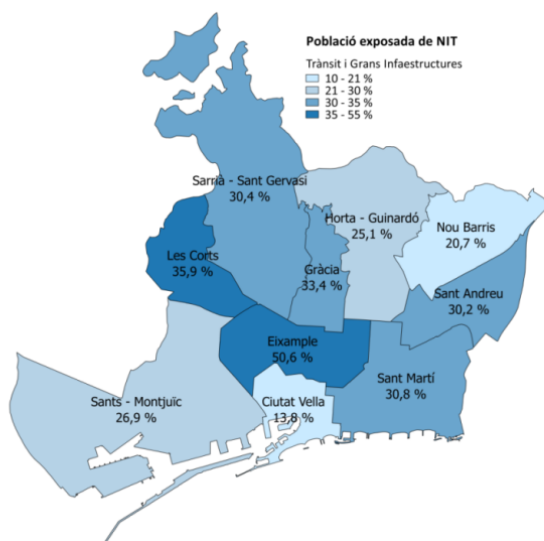 Població exposada de NIT
Trànsit i Grans Infaestructures
10 - 21 %
21 - 30 %
30 - 35 %
35 - 55 %
Sarrià - Sant Gervasi
30,4 %
Horta - Guinardó
25,1 %
Nou Barris
20,7 %
Les Corts
35,9 %
Gràcia
33,4 %
Sant Andreu
30,2 %
Eixample
50,6 %
Sant Martí
30,8 %
Sants - Montjuïc
26,9 %
Ciutat Vella
13,8 %